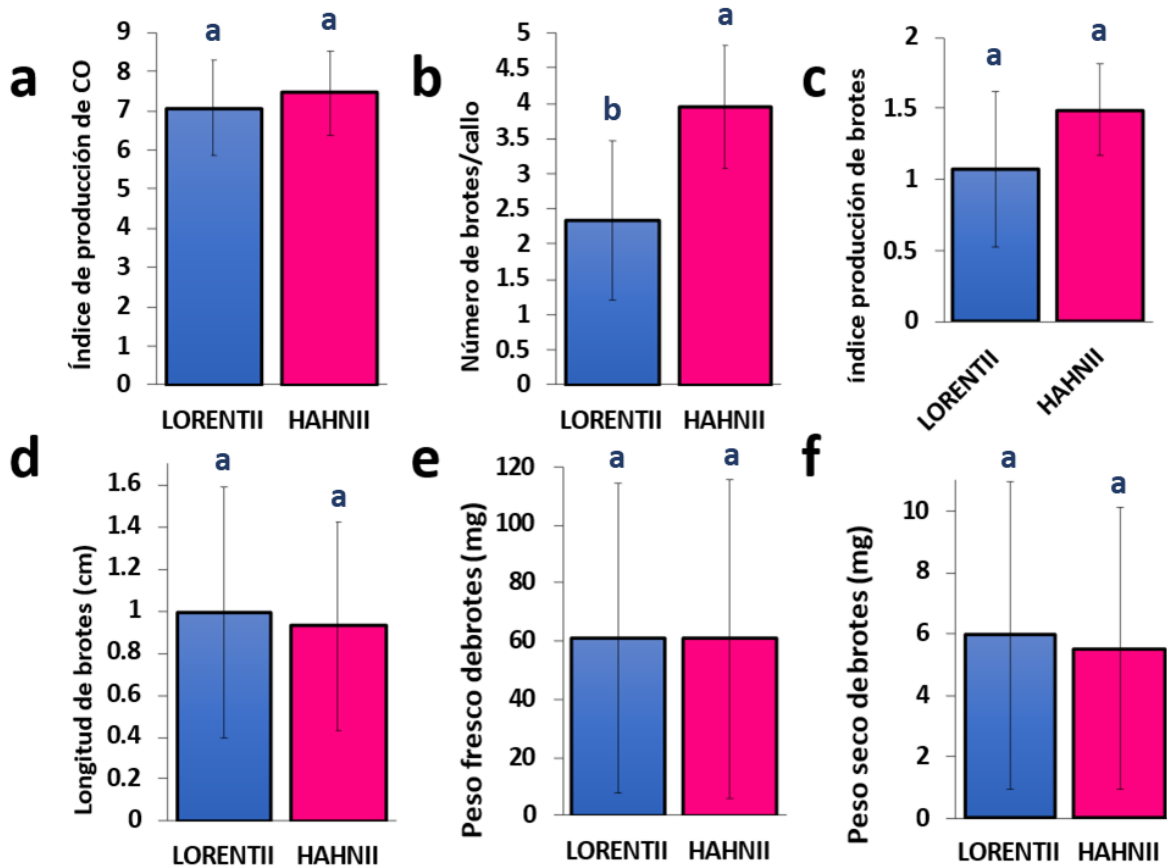 a
Índice de producción de CO
9
8
7
6
5
4
3
2
1
0
a
a
LORENTII
HAHNII
b
Número de brotes/callo
5
4.5
4
3.5
3
2.5
2
1.5
1
0.5
0
b
a
LORENTII
HAHNII
c
índice producción de brotes
2
1.5
1
0.5
0
a
a
LORENTII
HAHNII
d
Longitud de brotes (cm)
1.6
1.4
1.2
1
0.8
0.6
0.4
0.2
0
a
a
LORENTII
HAHNII
e
Peso fresco debrotes (mg)
120
100
80
60
40
20
0
a
a
LORENTII
HAHNII
f
Peso seco debrotes (mg)
10
8
6
4
2
0
a
a
LORENTII
HAHNII